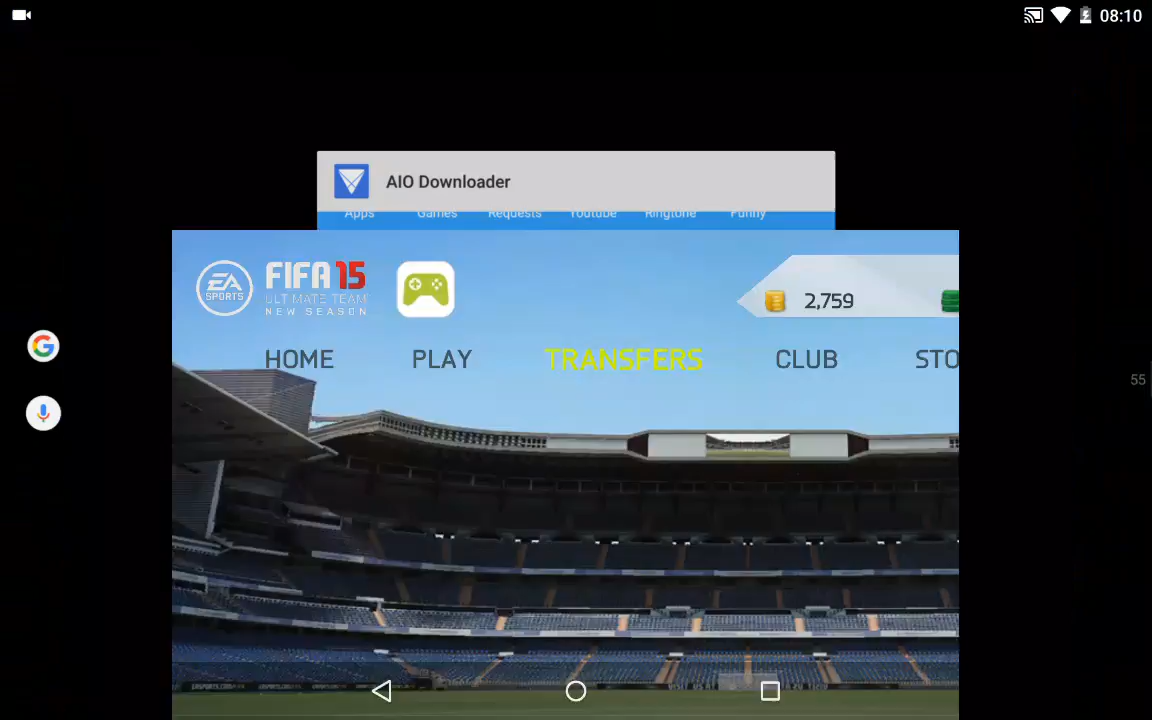 08:10
AIO Downloader
Apps Games Requests Youtube Ringtone Funny
EA SPORTS
FIFA 15
ULTIMATE TEAM
NEW SEASON
2,759
HOME PLAY TRANSFERS CLUB STO
55